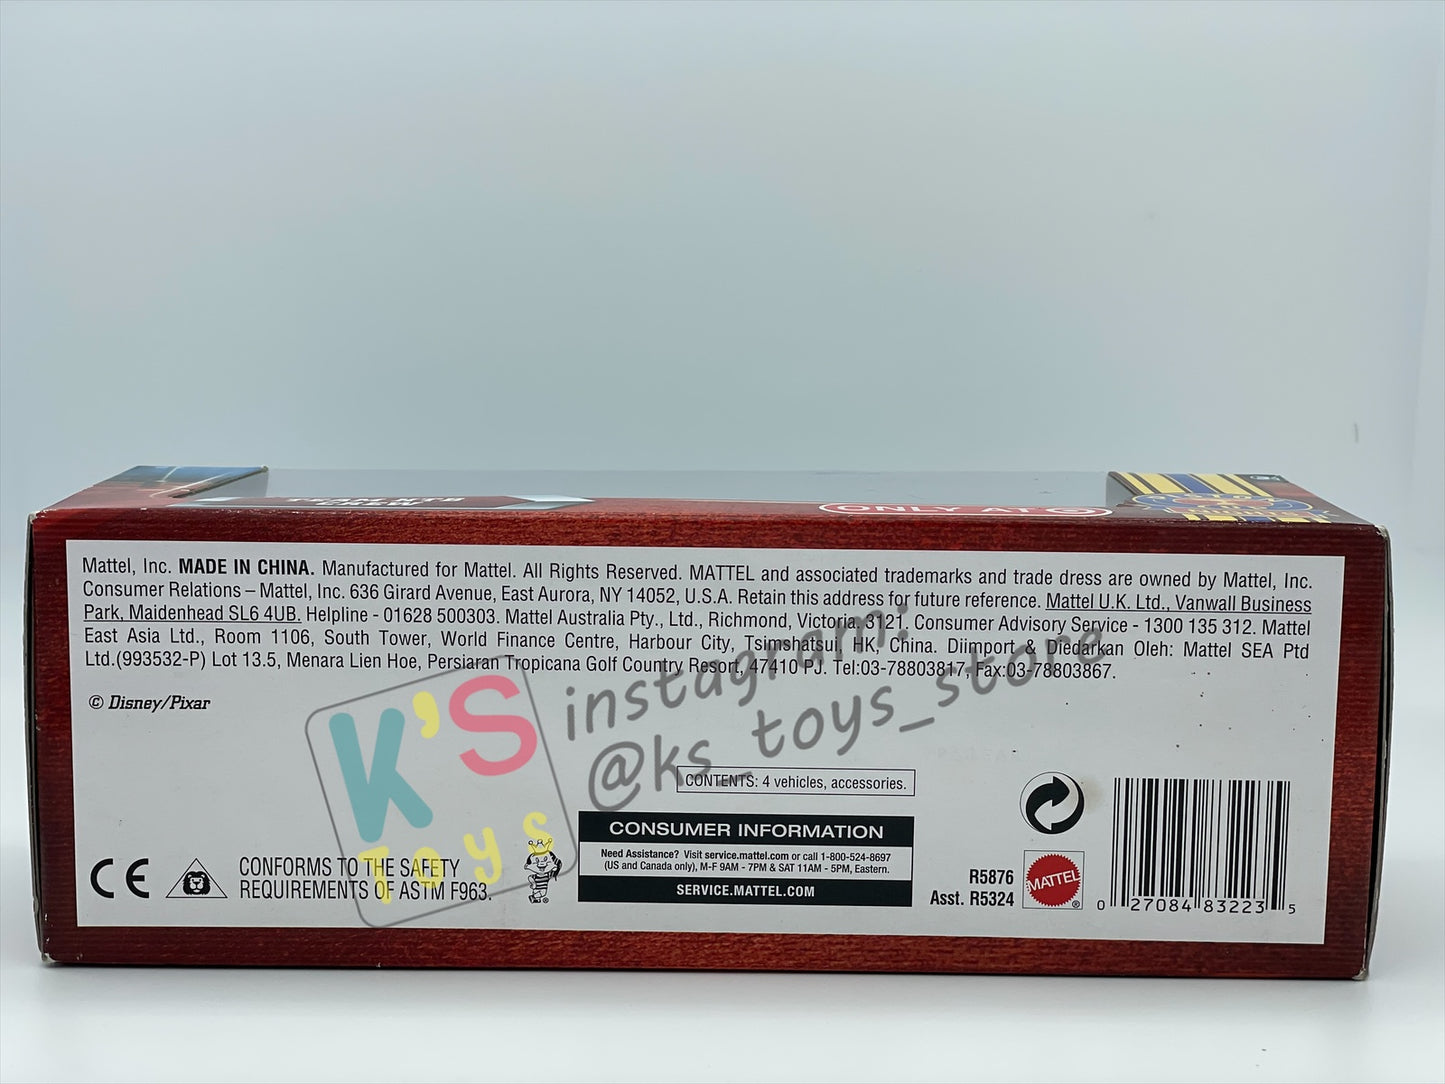 TEAM HTB
CREW
ONLY AT
Mattel, Inc. MADE IN CHINA. Manufactured for Mattel. All Rights Reserved. MATTEL and associated trademarks and trade dress are owned by Mattel, Inc.
Consumer Relations – Mattel, Inc. 636 Girard Avenue, East Aurora, NY 14052, U.S.A. Retain this address for future reference. Mattel U.K. Ltd., Vanwall Business
Park, Maidenhead SL6 4UB. Helpline - 01628 500303. Mattel Australia Pty., Ltd., Richmond, Victoria. 3121. Consumer Advisory Service - 1300 135 312. Mattel
East Asia Ltd., Room 1106, South Tower, World Finance Centre, Harbour City, Tsimshatsui, HK, China. Diimport & Diedarkan Oleh: Mattel SEA Ptd
Ltd.(993532-P) Lot 13.5, Menara Lien Hoe, Persiaran Tropicana Golf Country Resort, 47410 PJ. Tel:03-78803817, Fax:03-78803867.
© Disney/Pixar
K'S
TOYS
instagram:
@ks_toys_store
CONTENTS: 4 vehicles, accessories.
CONSUMER INFORMATION
Need Assistance? Visit service.mattel.com or call 1-800-524-8697
(US and Canada only), M-F 9AM - 7PM & SAT 11AM - 5PM, Eastern.
SERVICE.MATTEL.COM
CE
CONFORMS TO THE SAFETY
REQUIREMENTS OF ASTM F963.
R5876
Asst. R5324
MATTEL
®
0 27084 83223 5